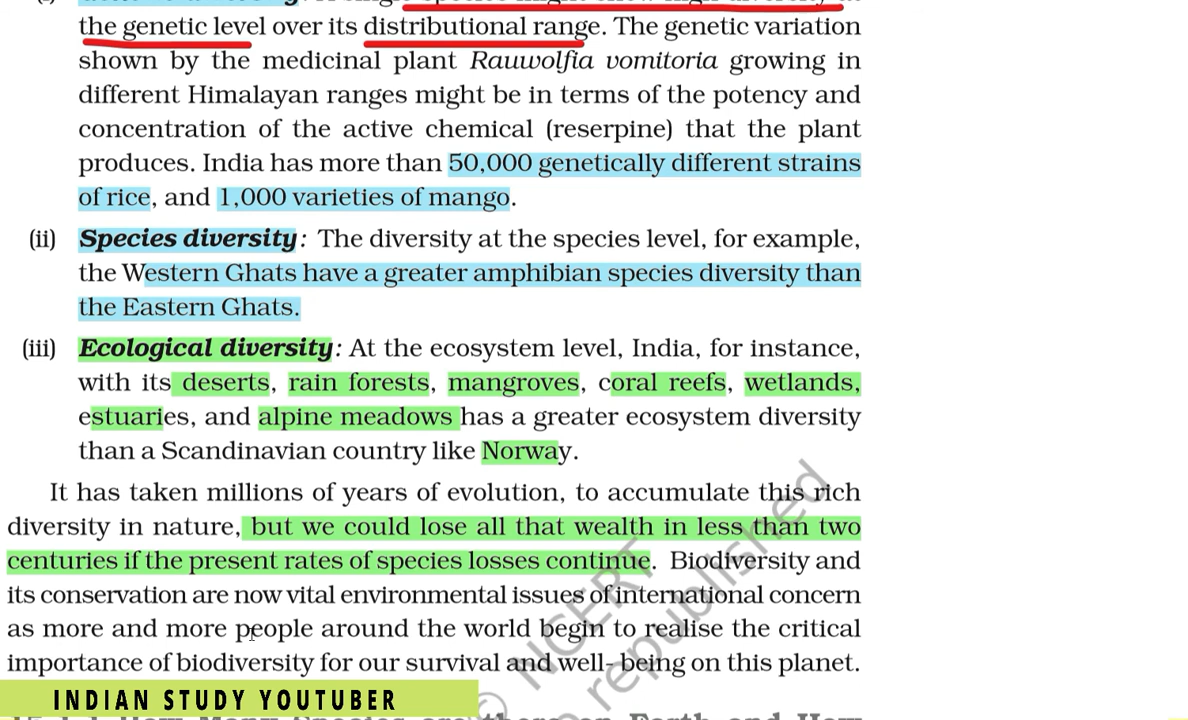 the genetic level over its distributional range. The genetic variation
shown by the medicinal plant Rauwolfia vomitoria growing in
different Himalayan ranges might be in terms of the potency and
concentration of the active chemical (reserpine) that the plant
produces. India has more than 50,000 genetically different strains
of rice, and 1,000 varieties of mango.
(ii) Species diversity: The diversity at the species level, for example,
the Western Ghats have a greater amphibian species diversity than
the Eastern Ghats.
(iii) Ecological diversity: At the ecosystem level, India, for instance,
with its deserts, rain forests, mangroves, coral reefs, wetlands,
estuaries, and alpine meadows has a greater ecosystem diversity
than a Scandinavian country like Norway.
It has taken millions of years of evolution, to accumulate this rich
diversity in nature, but we could lose all that wealth in less than two
centuries if the present rates of species losses continue. Biodiversity and
its conservation are now vital environmental issues of international concern
as more and more people around the world begin to realise the critical
importance of biodiversity for our survival and well- being on this planet.
© NCERT
republished
INDIAN STUDY YOUTUBER